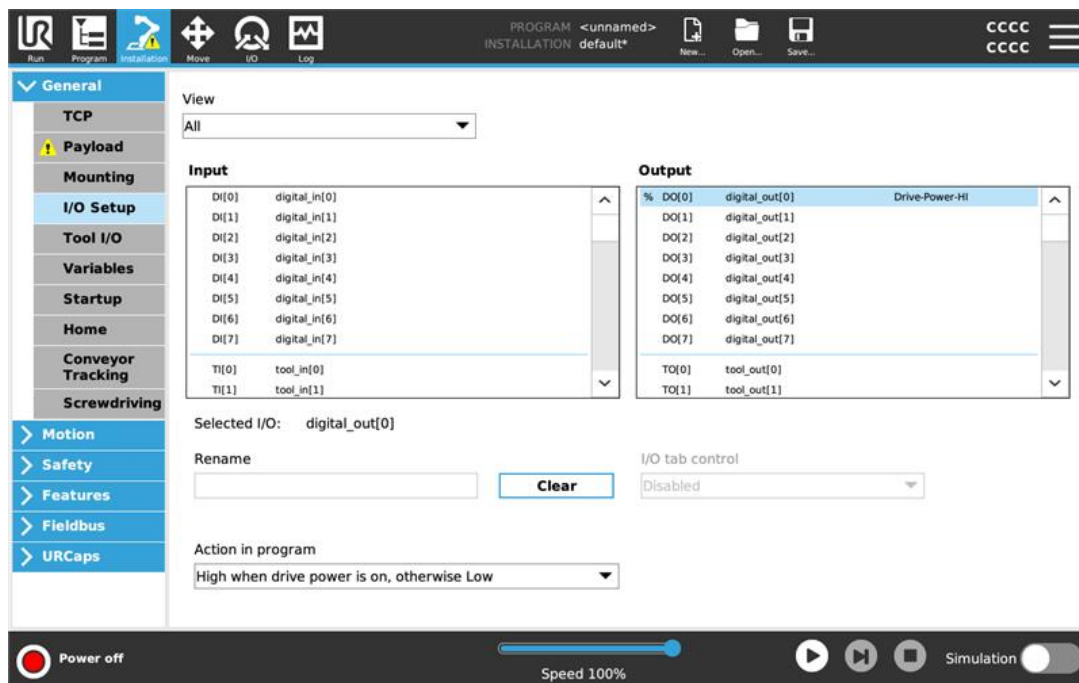 UR
PROGRAM <unnamed>
INSTALLATION default*
CCCC
CCCC
Run
Program
Installation
Move
I/O
Log
New...
Open...
Save...
General
TCP
Payload
Mounting
I/O Setup
Tool I/O
Variables
Startup
Home
Conveyor
Tracking
Screwdriving
Motion
Safety
Features
Fieldbus
URCaps
View
All
Input
DI[0] digital_in[0]
DI[1] digital_in[1]
DI[2] digital_in[2]
DI[3] digital_in[3]
DI[4] digital_in[4]
DI[5] digital_in[5]
DI[6] digital_in[6]
DI[7] digital_in[7]
TI[0] tool_in[0]
TI[1] tool_in[1]
Output
% DO[0] digital_out[0] Drive-Power-HI
DO[1] digital_out[1]
DO[2] digital_out[2]
DO[3] digital_out[3]
DO[4] digital_out[4]
DO[5] digital_out[5]
DO[6] digital_out[6]
DO[7] digital_out[7]
TO[0] tool_out[0]
TO[1] tool_out[1]
Selected I/O: digital_out[0]
Rename
Clear
I/O tab control
Disabled
Action in program
High when drive power is on, otherwise Low
Power off
Speed 100%
Simulation